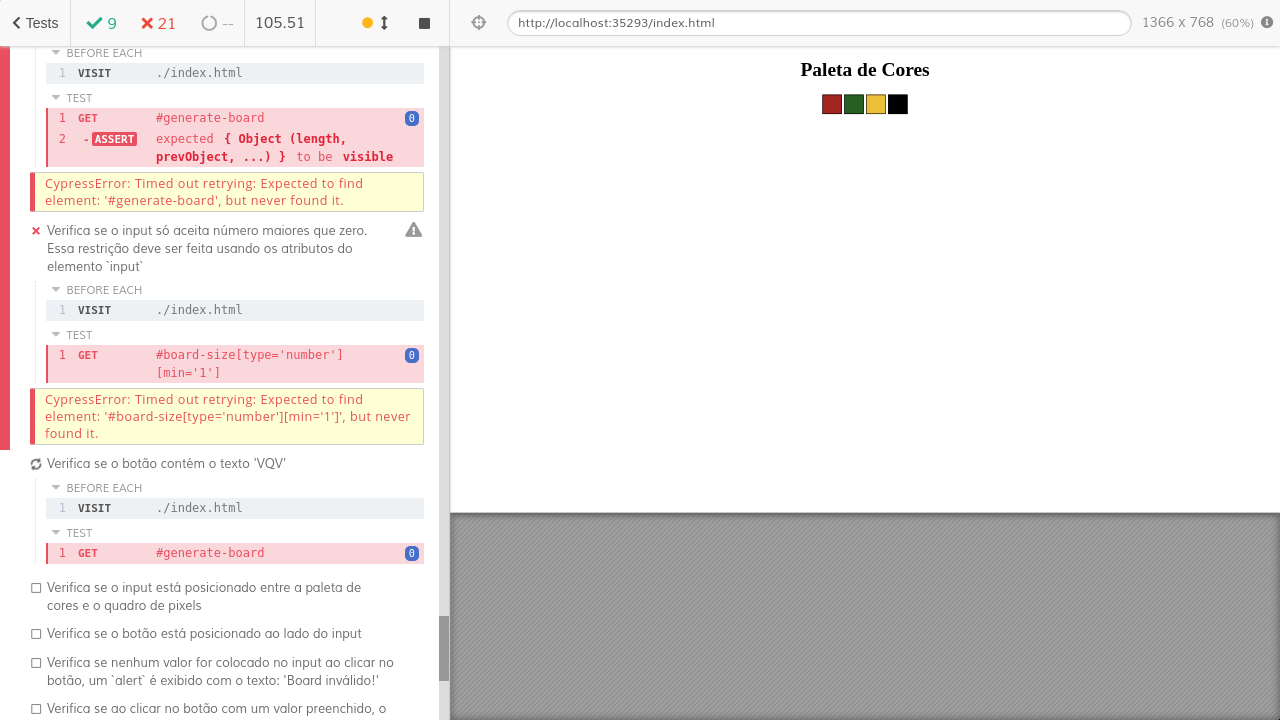 Tests 9 21 -- 105.51 http://localhost:35293/index.html 1366 x 768 (60%)
BEFORE EACH
1 VISIT ./index.html
TEST
1 GET #generate-board 0
2 -ASSERT expected { Object (length,
prevObject, ...) } to be visible
CypressError: Timed out retrying: Expected to find
element: '#generate-board', but never found it.
Verifica se o input só aceita número maiores que zero.
Essa restrição deve ser feita usando os atributos do
elemento `input`
BEFORE EACH
1 VISIT ./index.html
TEST
1 GET #board-size[type='number'] 0
[min='1']
CypressError: Timed out retrying: Expected to find
element: '#board-size[type='number'][min='1']', but never
found it.
Verifica se o botão contém o texto 'VQV'
BEFORE EACH
1 VISIT ./index.html
TEST
1 GET #generate-board 0
Verifica se o input está posicionado entre a paleta de
cores e o quadro de pixels
Verifica se o botão está posicionado ao lado do input
Verifica se nenhum valor for colocado no input ao clicar no
botão, um `alert` é exibido com o texto: 'Board inválido!'
Verifica se ao clicar no botão com um valor preenchido, o
Paleta de Cores